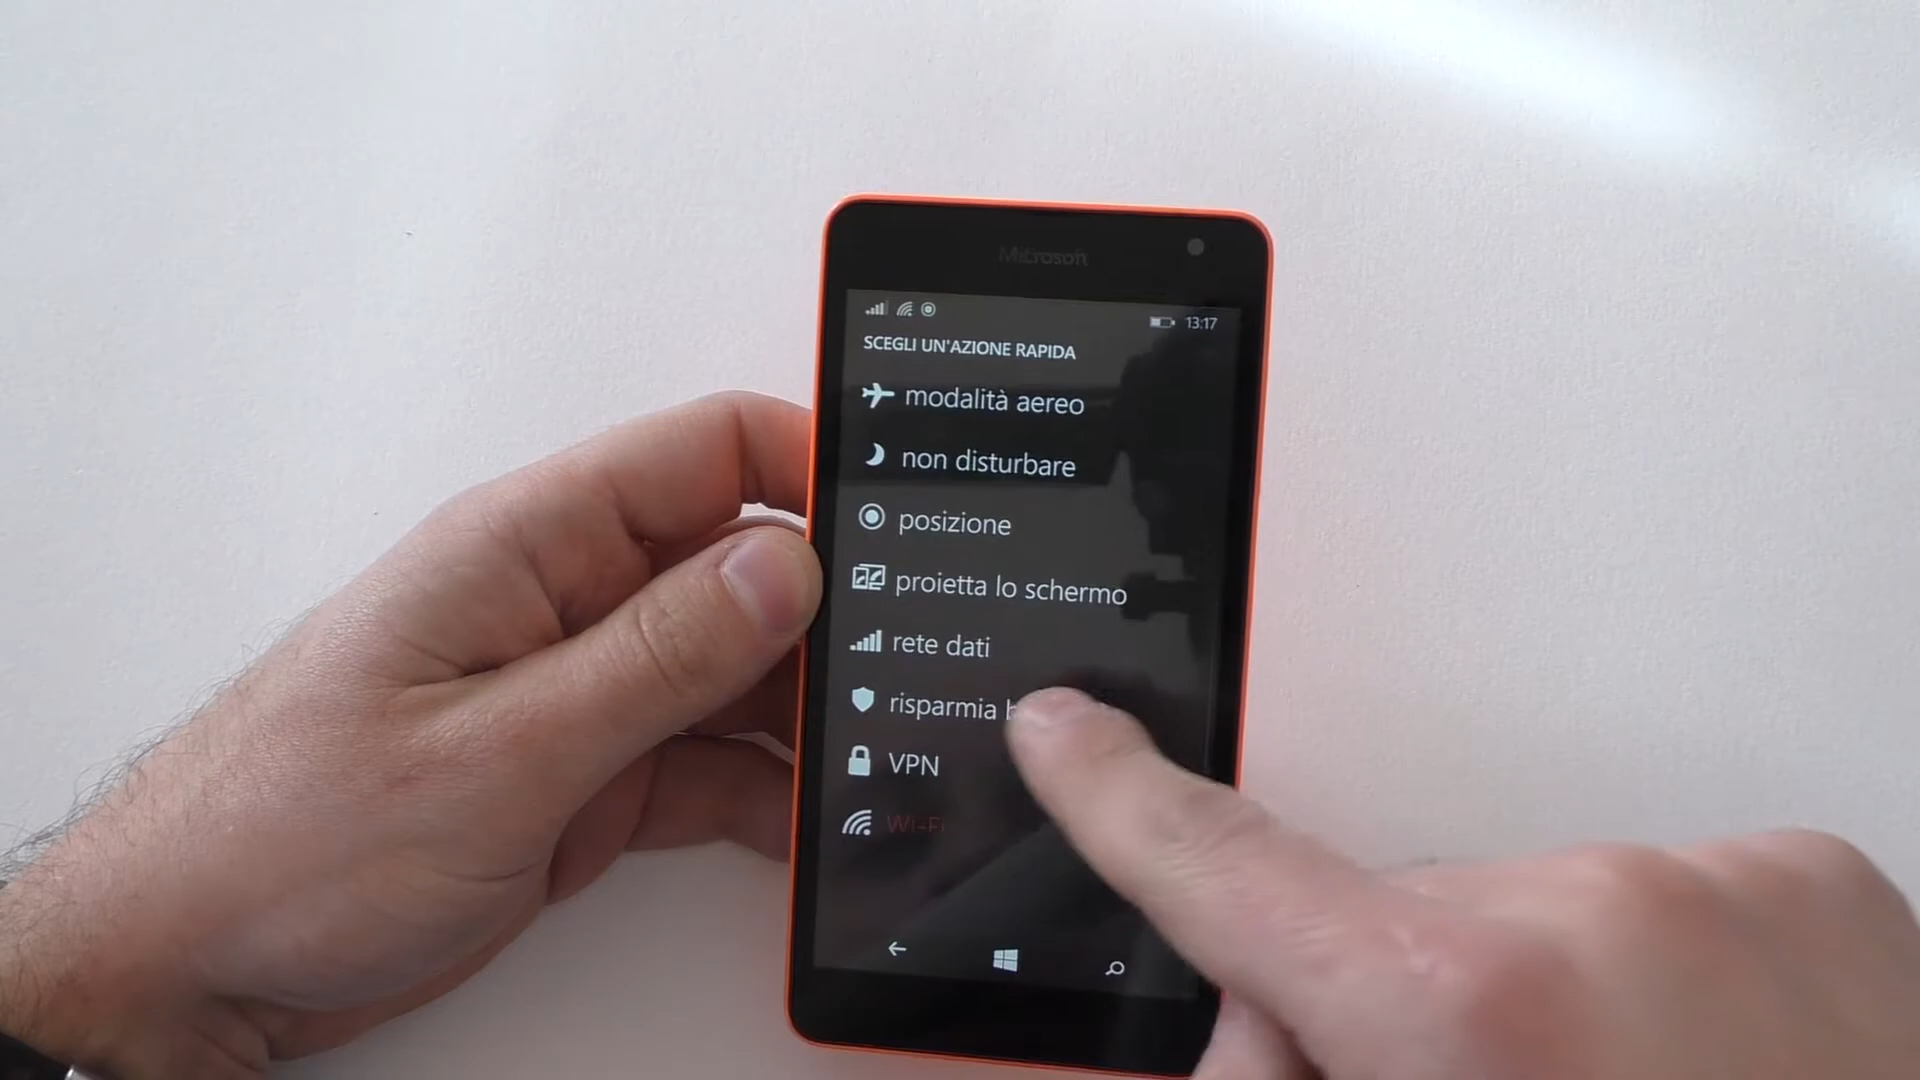 Microsoft
13:17
SCEGLI UN'AZIONE RAPIDA
modalità aereo
non disturbare
posizione
proietta lo schermo
rete dati
risparmia
VPN
Wi-Fi